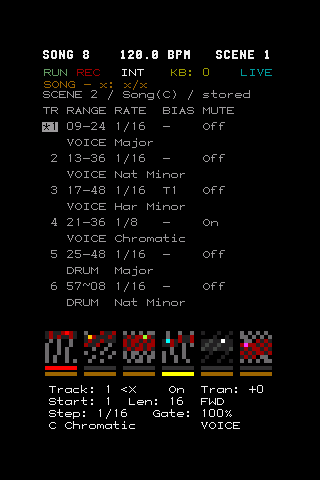 SONG 8 120.0 BPM SCENE 1
RUN REC INT KB: O LIVE
SONG - x: x/x
SCENE 2 / Song(C) / stored
TR RANGE RATE BIAS MUTE
*1 09-24 1/16 - Off
VOICE Major
2 13-36 1/16 - Off
VOICE Nat Minor
3 17-48 1/16 T1 Off
VOICE Har Minor
4 21-36 1/8 - On
VOICE Chromatic
5 25-48 1/16 - Off
DRUM Major
6 57~08 1/16 - Off
DRUM Nat Minor
Track: 1 <X On Tran: +0
Start: 1 Len: 16 FWD
Step: 1/16 Gate: 100%
C Chromatic VOICE